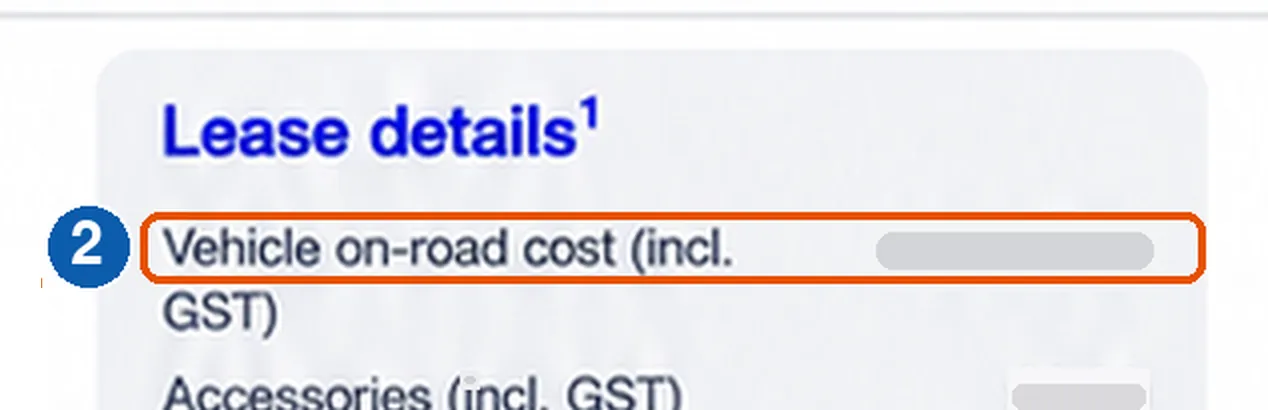 Lease details¹
2
Vehicle on-road cost (incl.
GST)
Accessories (incl. GST)